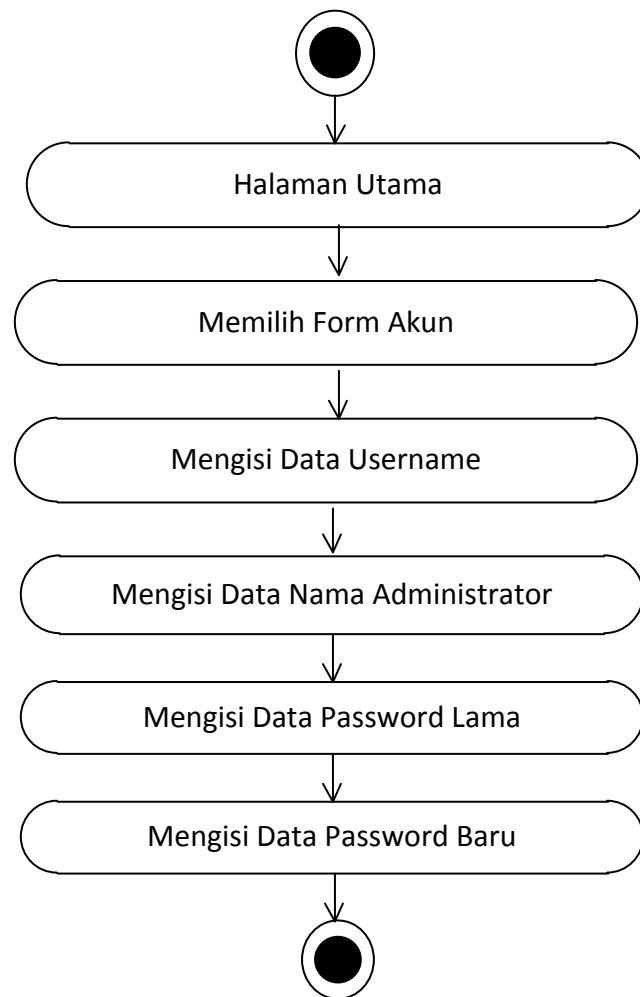 Halaman Utama
Memilih Form Akun
Mengisi Data Username
Mengisi Data Nama Administrator
Mengisi Data Password Lama
Mengisi Data Password Baru